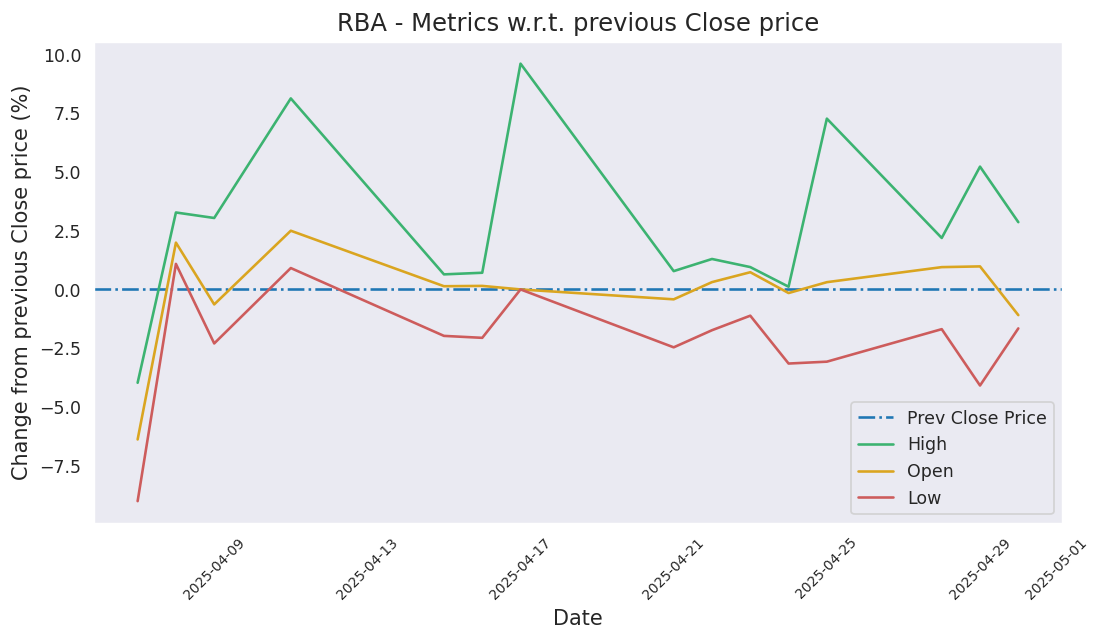 RBA - Metrics w.r.t. previous Close price
Change from previous Close price (%)
10.0
7.5
5.0
2.5
0.0
−2.5
−5.0
−7.5
Prev Close Price
High
Open
Low
2025-04-09
2025-04-13
2025-04-17
2025-04-21
2025-04-25
2025-04-29
2025-05-01
Date